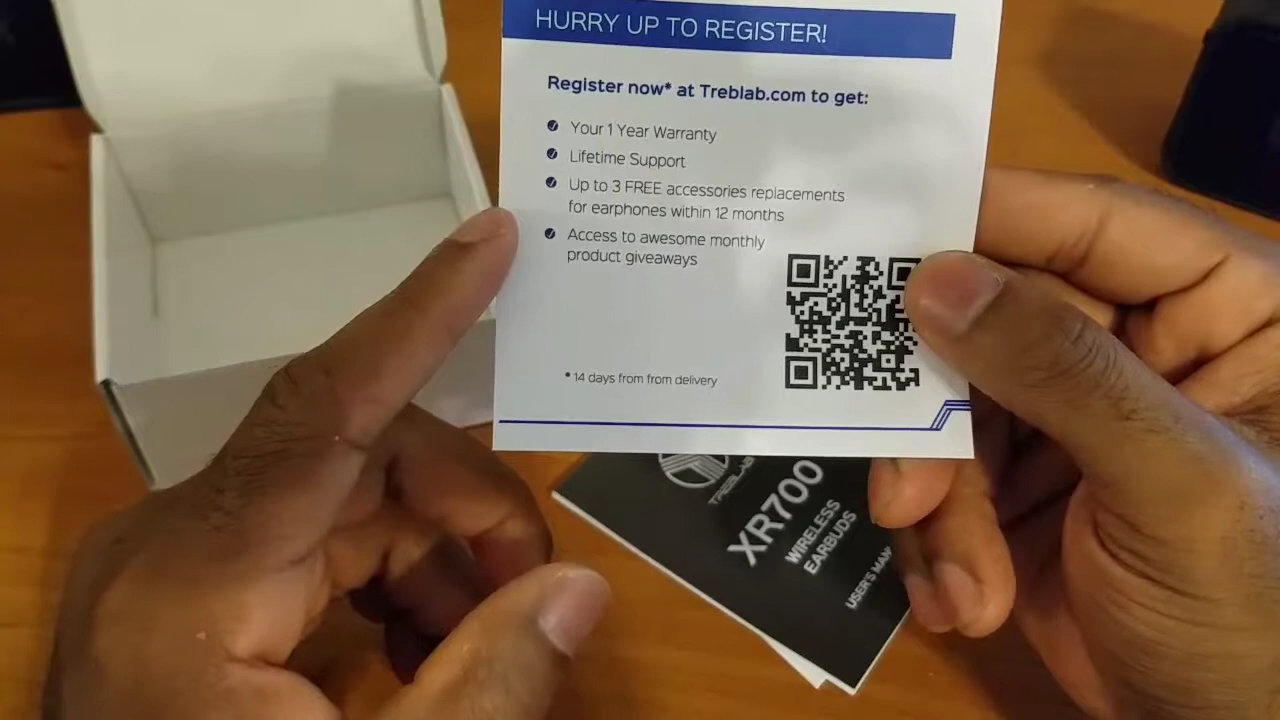 HURRY UP TO REGISTER!
Register now* at Treblab.com to get:
Your 1 Year Warranty
Lifetime Support
Up to 3 FREE accessories replacements
for earphones within 12 months
Access to awesome monthly
product giveaways
* 14 days from from delivery
TREBLAB
XR700
WIRELESS
EARBUDS
USER'S